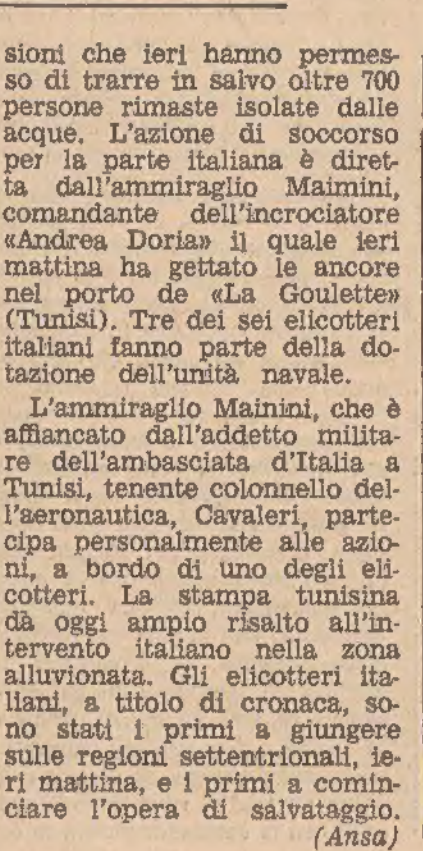 sioni che ieri hanno permes-
so di trarre in salvo oltre 700
persone rimaste isolate dalle
acque. L'azione di soccorso
per la parte italiana è diret-
ta dall'ammiraglio Maimini,
comandante dell'incrociatore
«Andrea Doria» il quale ieri
mattina ha gettato le ancore
nel porto de «La Goulette»
(Tunisi). Tre dei sei elicotteri
italiani fanno parte della do-
tazione dell'unità navale.
L'ammiraglio Mainini, che è
affiancato dall'addetto milita-
re dell'ambasciata d'Italia a
Tunisi, tenente colonnello del-
l'aeronautica, Cavaleri, parte-
cipa personalmente alle azio-
ni, a bordo di uno degli eli-
cotteri. La stampa tunisina
dà oggi ampio risalto all'in-
tervento italiano nella zona
alluvionata. Gli elicotteri ita-
liani, a titolo di cronaca, so-
no stati i primi a giungere
sulle regioni settentrionali, ie-
ri mattina, e i primi a comin-
ciare l'opera di salvataggio.
(Ansa)